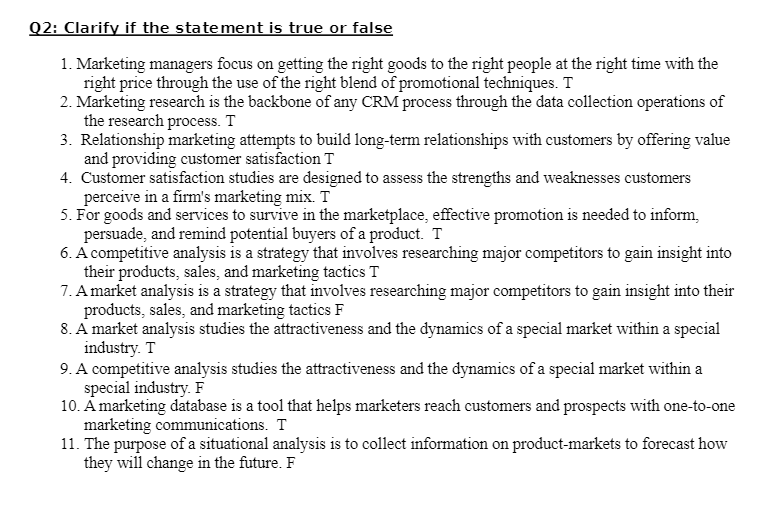 Q2: Clarify if the statement is true or false
1. Marketing managers focus on getting the right goods to the right people at the right time with the
right price through the use of the right blend of promotional techniques. T
2. Marketing research is the backbone of any CRM process through the data collection operations of
the research process. T
3. Relationship marketing attempts to build long-term relationships with customers by offering value
and providing customer satisfaction T
4. Customer satisfaction studies are designed to assess the strengths and weaknesses customers
perceive in a firm's marketing mix. T
5. For goods and services to survive in the marketplace, effective promotion is needed to inform,
persuade, and remind potential buyers of a product. T
6. A competitive analysis is a strategy that involves researching major competitors to gain insight into
their products, sales, and marketing tactics T
7. A market analysis is a strategy that involves researching major competitors to gain insight into their
products, sales, and marketing tactics F
8. A market analysis studies the attractiveness and the dynamics of a special market within a special
industry. T
9. A competitive analysis studies the attractiveness and the dynamics of a special market within a
special industry. F
10. A marketing database is a tool that helps marketers reach customers and prospects with one-to-one
marketing communications. T
11. The purpose of a situational analysis is to collect information on product-markets to forecast how
they will change in the future. F